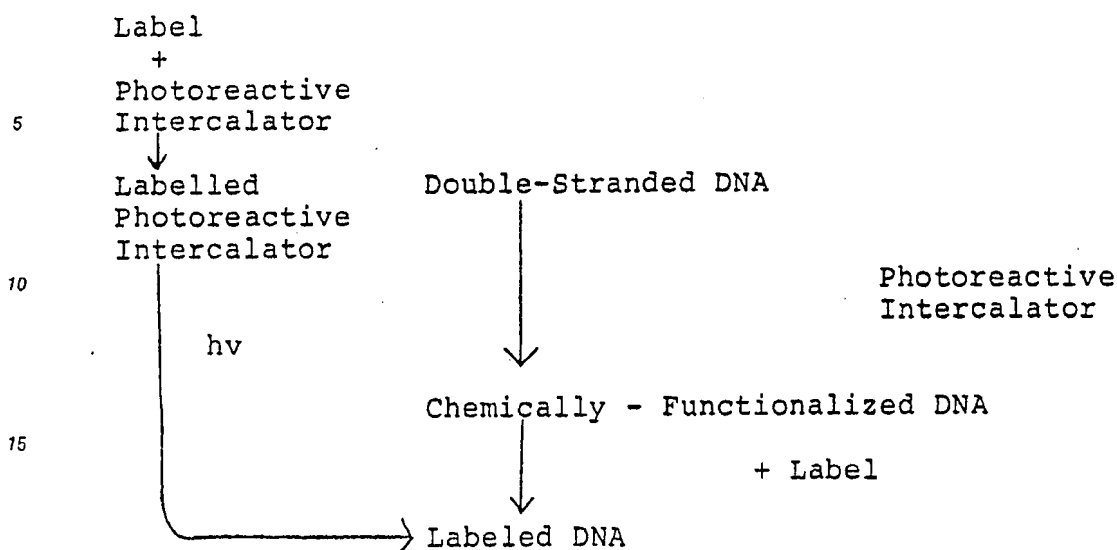 Label
+
Photoreactive
5 Intercalator
Labelled Double-Stranded DNA
Photoreactive
Intercalator
10 Photoreactive
Intercalator
hv
Chemically - Functionalized DNA
15
+ Label
Labeled DNA